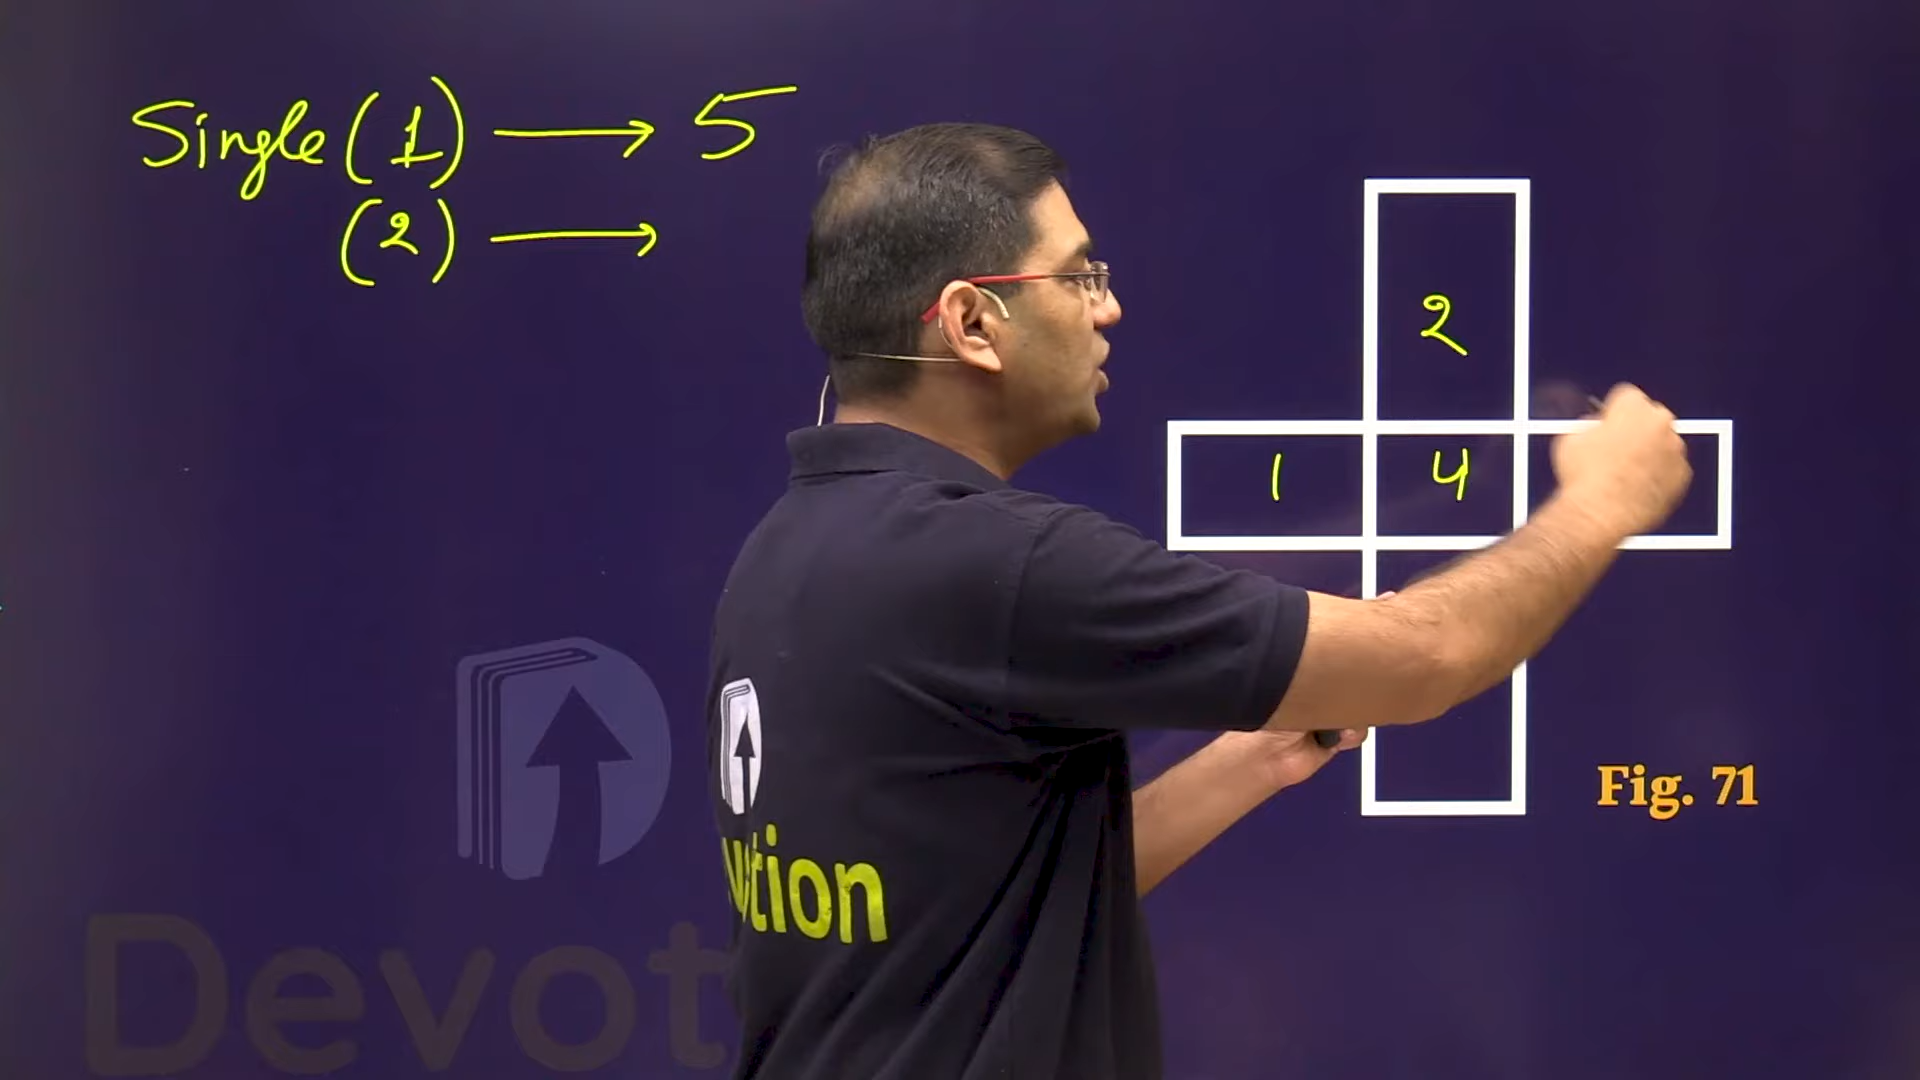 Single (1) → 5
(2) →
2
1 4
Fig. 71
Devot
ution